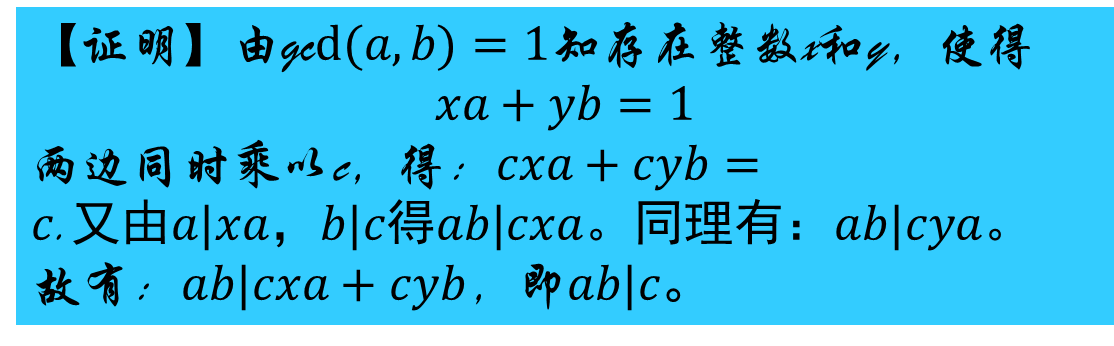 【证明】由gcd(a,b) = 1知存在整数x和y，使得
xa + yb = 1
两边同时乘以c，得：cxa + cyb =
c.又由a|xa，b|c得ab|cxa。同理有：ab|cya。
故有：ab|cxa + cyb，即ab|c。